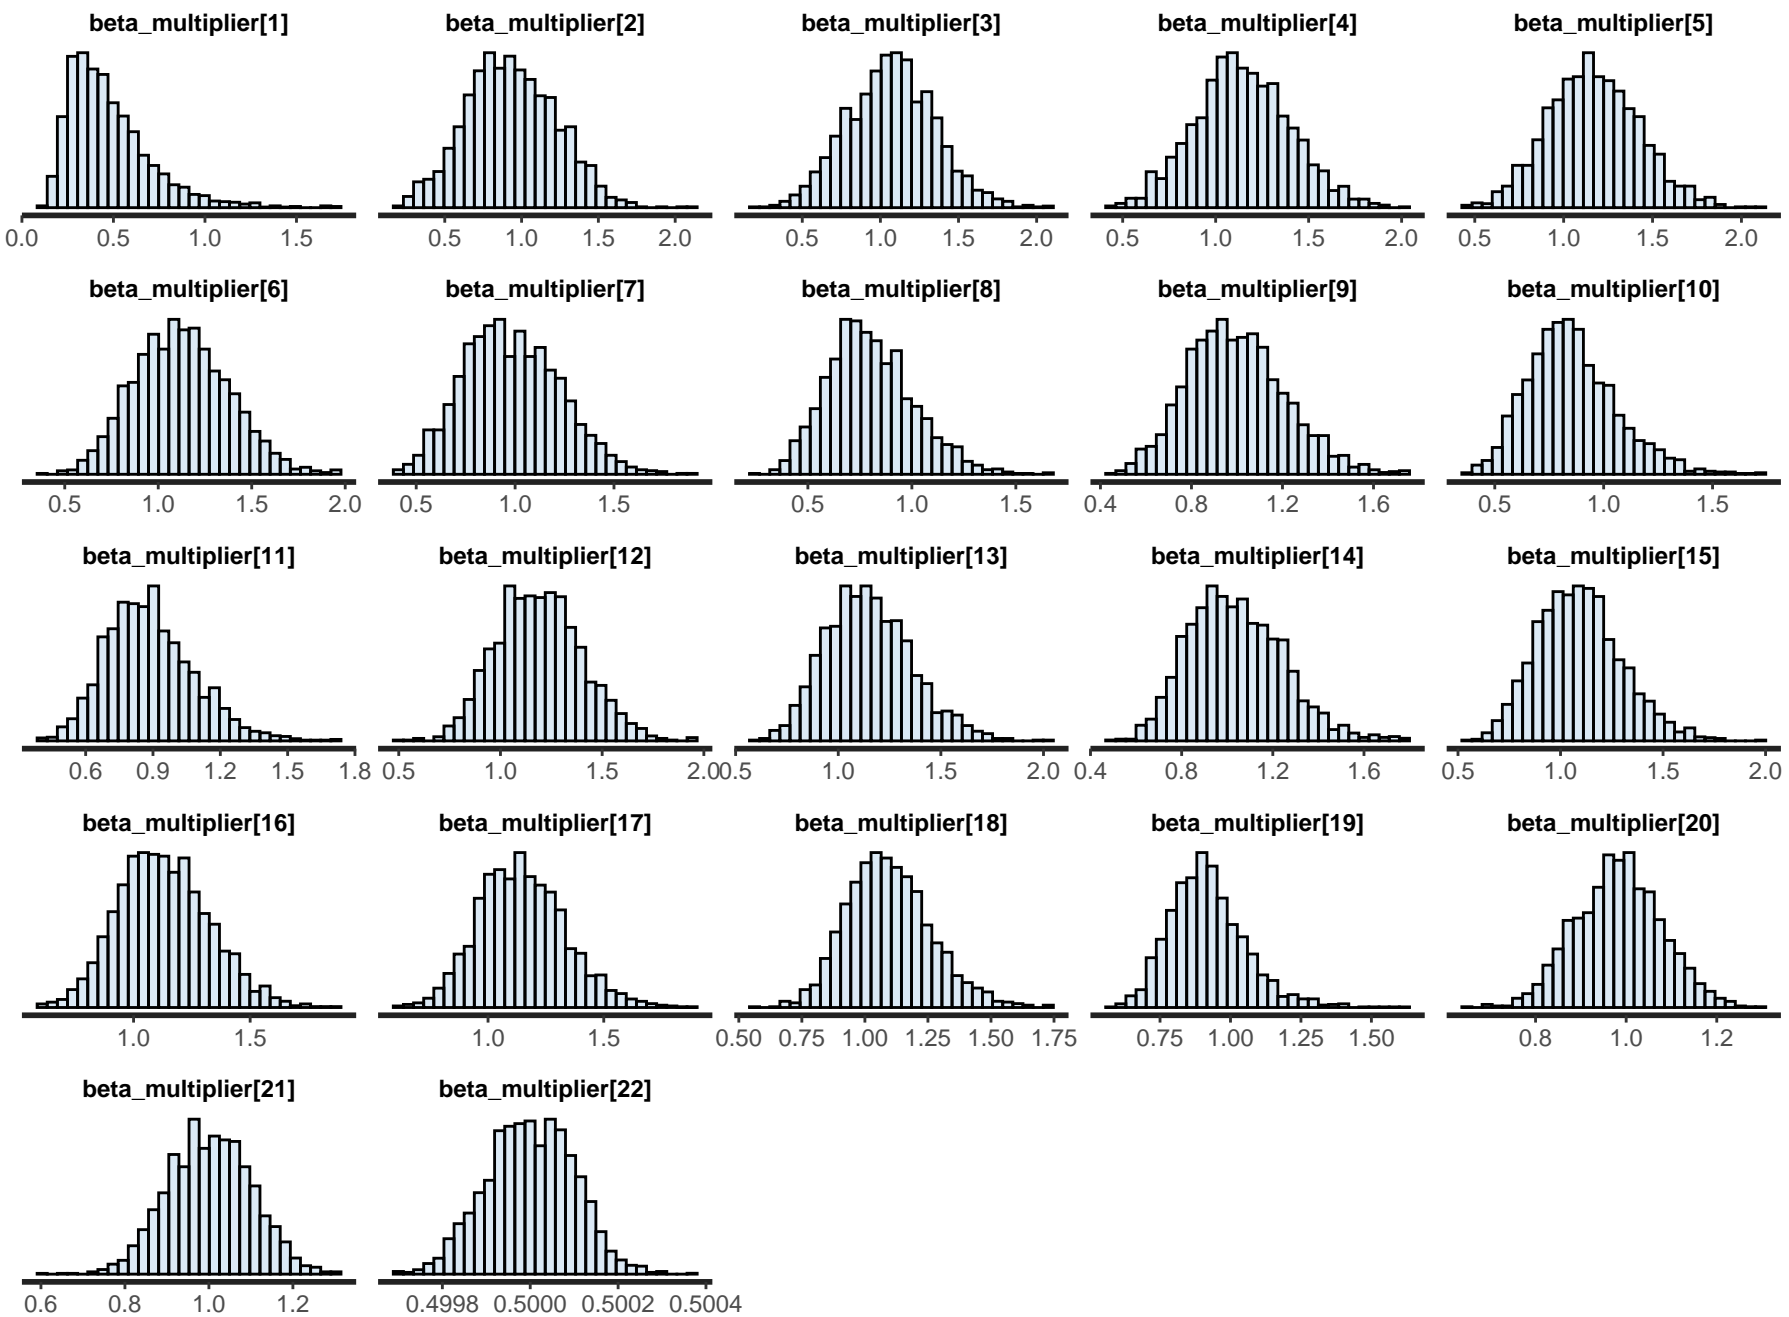 beta_multiplier[1] beta_multiplier[2] beta_multiplier[3] beta_multiplier[4] beta_multiplier[5]
0.0 0.5 1.0 1.5 0.5 1.0 1.5 2.0 0.5 1.0 1.5 2.0 0.5 1.0 1.5 2.0 0.5 1.0 1.5 2.0
beta_multiplier[6] beta_multiplier[7] beta_multiplier[8] beta_multiplier[9] beta_multiplier[10]
0.5 1.0 1.5 2.0 0.5 1.0 1.5 0.5 1.0 1.5 0.4 0.8 1.2 1.6 0.5 1.0 1.5
beta_multiplier[11] beta_multiplier[12] beta_multiplier[13] beta_multiplier[14] beta_multiplier[15]
0.6 0.9 1.2 1.5 1.8 0.5 1.0 1.5 2.0 0.5 1.0 1.5 2.0 0.4 0.8 1.2 1.6 0.5 1.0 1.5 2.0
beta_multiplier[16] beta_multiplier[17] beta_multiplier[18] beta_multiplier[19] beta_multiplier[20]
1.0 1.5 1.0 1.5 0.50 0.75 1.00 1.25 1.50 1.75 0.75 1.00 1.25 1.50 0.8 1.0 1.2
beta_multiplier[21] beta_multiplier[22]
0.6 0.8 1.0 1.2 0.4998 0.5000 0.5002 0.5004